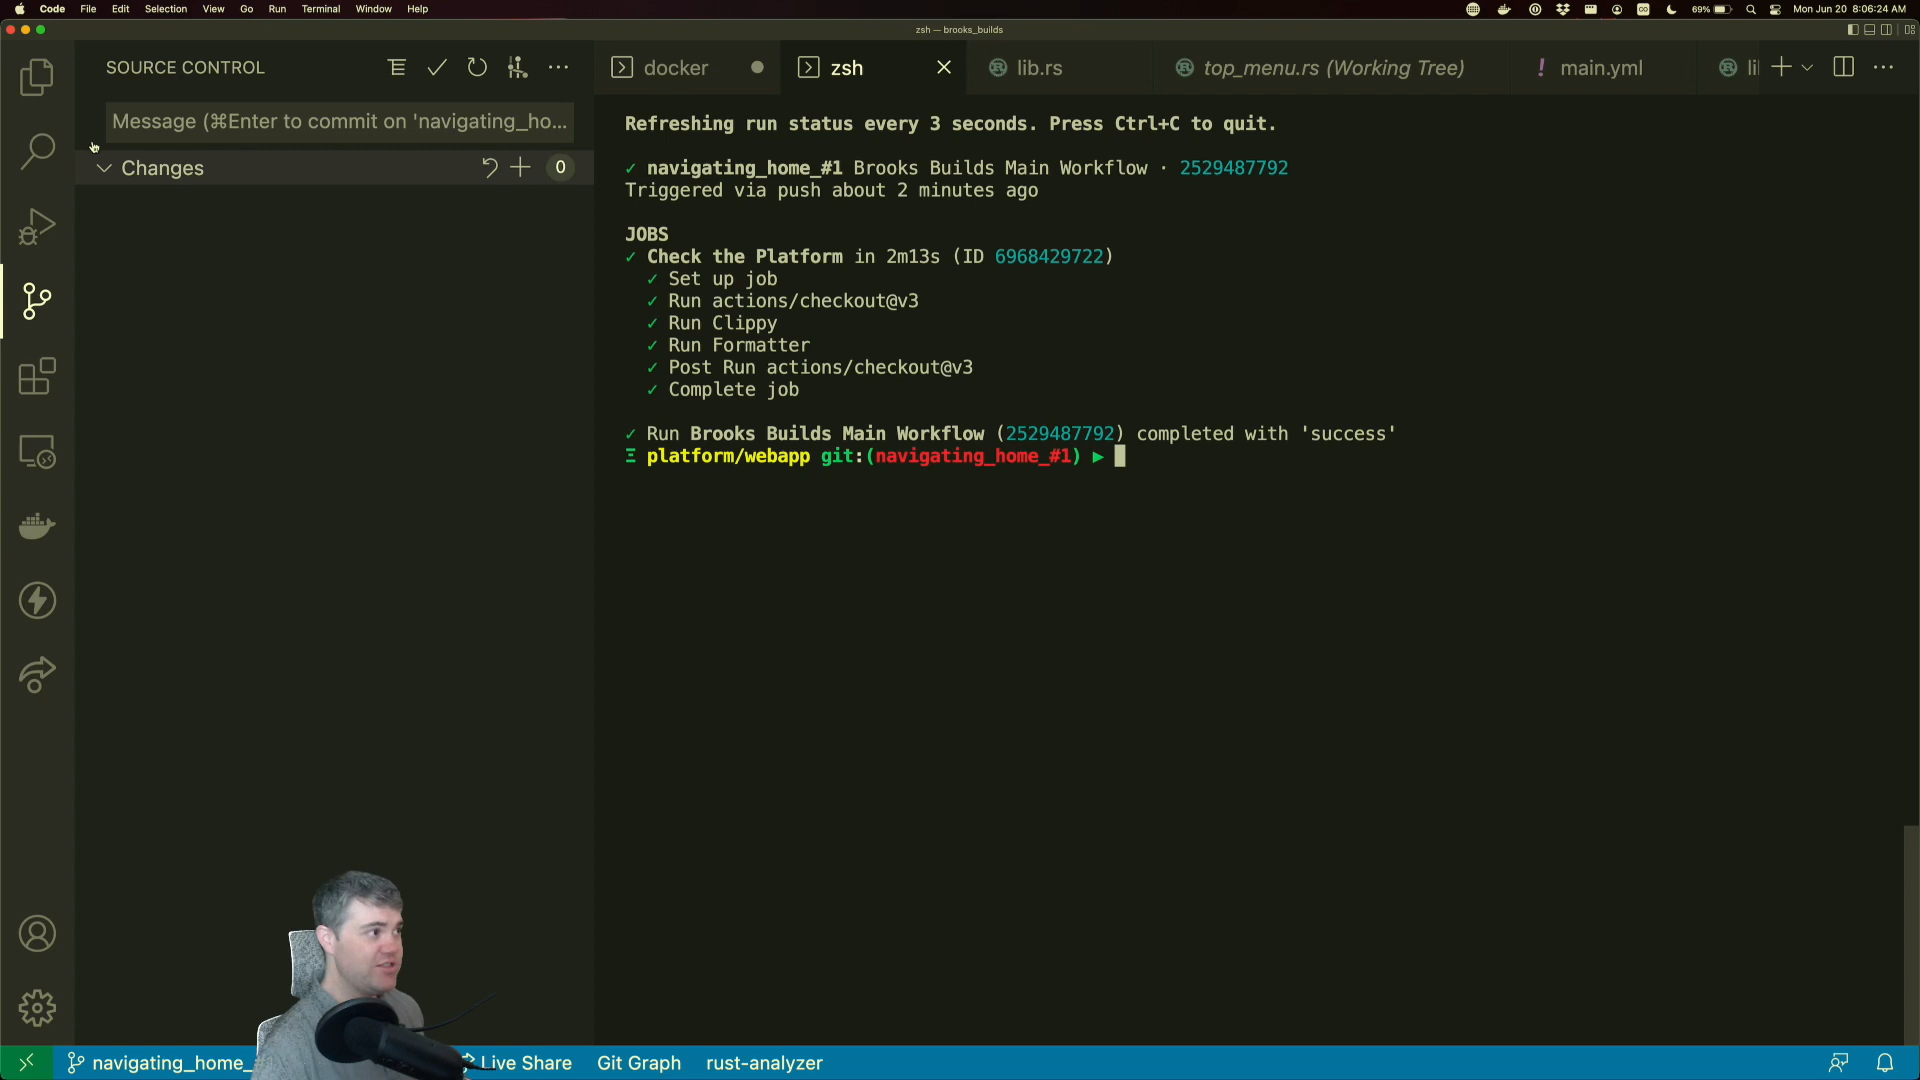 Code File Edit Selection View Go Run Terminal Window Help 69% Mon Jun 20 8:06:24 AM
zsh — brooks_builds
SOURCE CONTROL
docker zsh lib.rs top_menu.rs (Working Tree) ! main.yml li
Message (⌘Enter to commit on 'navigating_ho...
Changes 0
Refreshing run status every 3 seconds. Press Ctrl+C to quit.
✓ navigating_home_#1 Brooks Builds Main Workflow · 2529487792
Triggered via push about 2 minutes ago
JOBS
✓ Check the Platform in 2m13s (ID 6968429722)
✓ Set up job
✓ Run actions/checkout@v3
✓ Run Clippy
✓ Run Formatter
✓ Post Run actions/checkout@v3
✓ Complete job
✓ Run Brooks Builds Main Workflow (2529487792) completed with 'success'
Ξ platform/webapp git:(navigating_home_#1) ▶
navigating_home_ Live Share Git Graph rust-analyzer